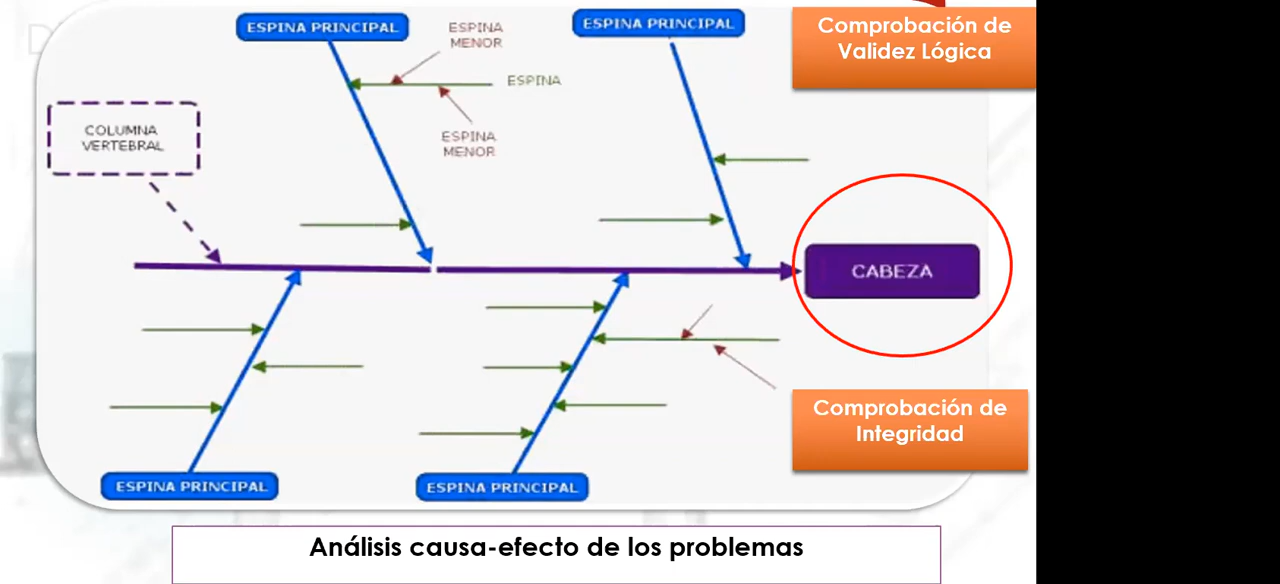 ESPINA PRINCIPAL
ESPINA
MENOR
ESPINA PRINCIPAL
Comprobación de
Validez Lógica
ESPINA
COLUMNA
VERTEBRAL
ESPINA
MENOR
CABEZA
Comprobación de
Integridad
ESPINA PRINCIPAL
ESPINA PRINCIPAL
Análisis causa-efecto de los problemas